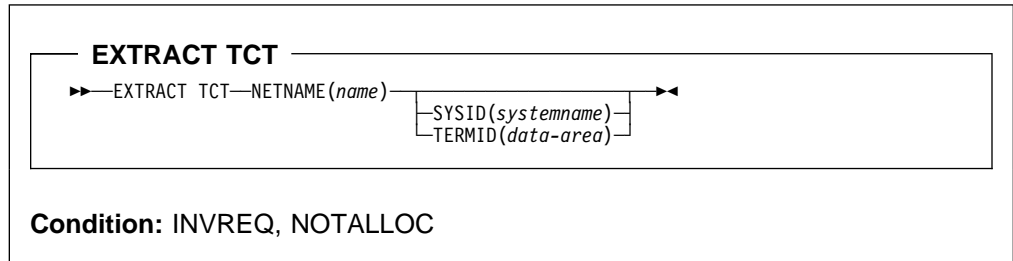 EXTRACT TCT
►►──EXTRACT TCT──NETNAME(name)──►◄
SYSID(systemname)
TERMID(data-area)
Condition: INVREQ, NOTALLOC